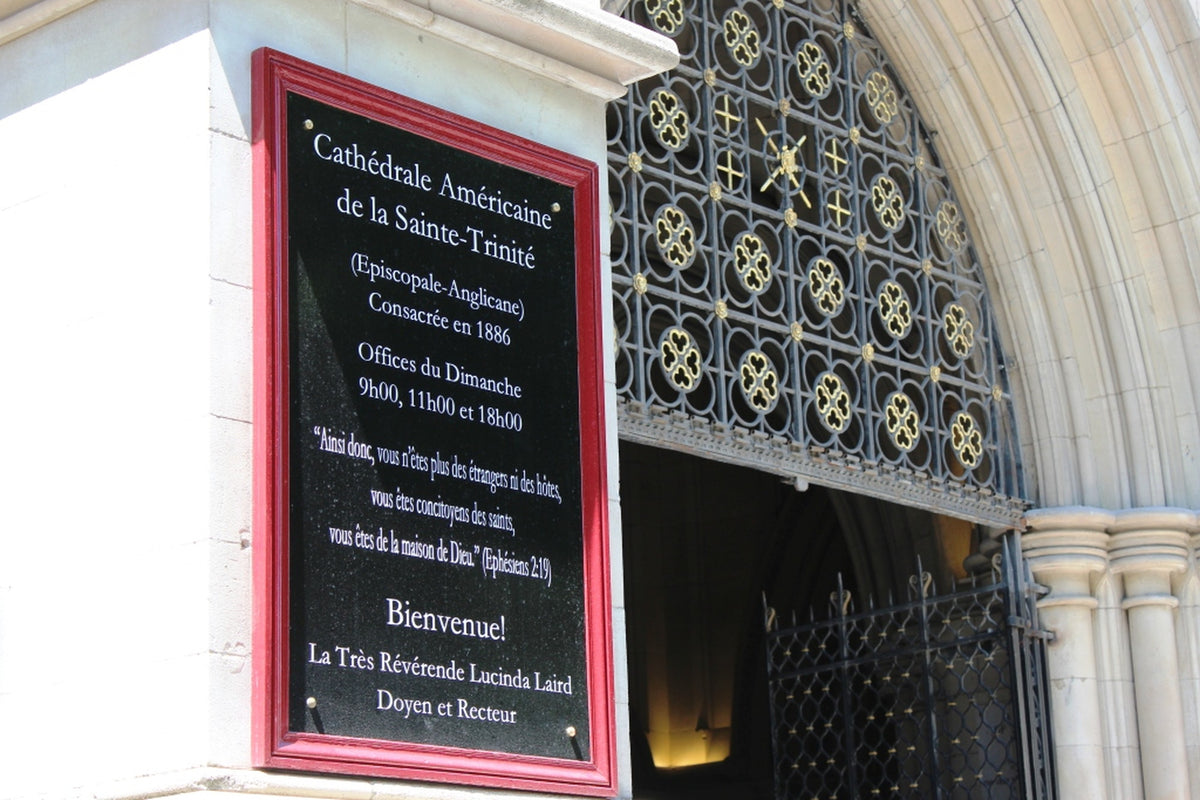 Cathédrale Américaine
de la Sainte-Trinité
(Episcopale-Anglicane)
Consacrée en 1886
Offices du Dimanche
9h00, 11h00 et 18h00
“Ainsi donc, vous n’êtes plus des étrangers ni des hôtes,
vous êtes concitoyens des saints,
vous êtes de la maison de Dieu.” (Ephésiens 2:19)
Bienvenue!
La Très Révérende Lucinda Laird
Doyen et Recteur